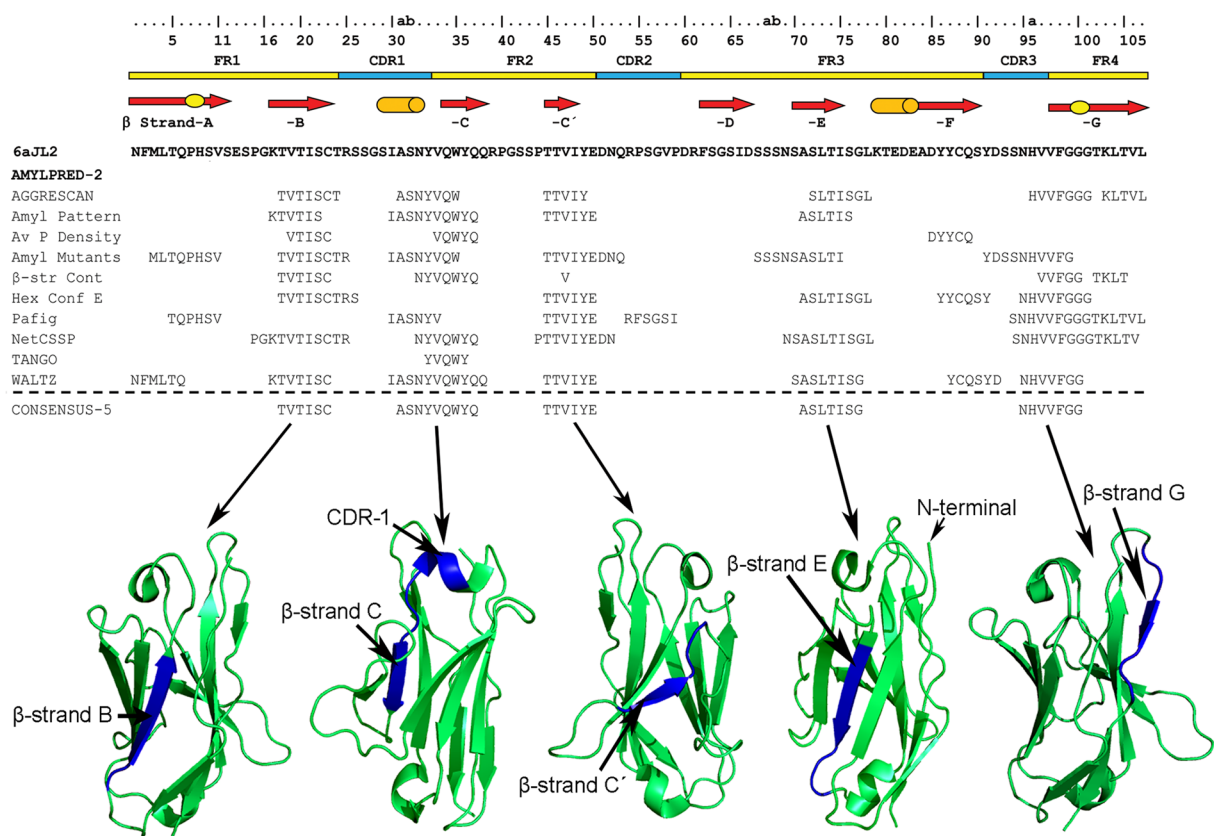 ab ab a
5 11 16 20 25 30 35 40 45 50 55 60 65 70 75 80 85 90 95 100 105
FR1 CDR1 FR2 CDR2 FR3 CDR3 FR4
β Strand-A -B -C -C´ -D -E -F -G
6aJL2 NFMLTQPHSVSESPGKTVTISCTRSSGSIASNYVQWYQQRPGSSPTTVIYEDNQRPSGVPDRFSGSIDSSSNSASLTISGLKTEDEADYYCQSYDSSNHVVFGGGTKLTVL
AMYLPRED-2
AGGRESCAN TVTISCT ASNYVQW TTVIY SLTISGL HVVFGGG KLTVL
Amyl Pattern KTVTIS IASNYVQWYQ TTVIYE ASLTIS
Av P Density VTISC VQWYQ DYYCQ
Amyl Mutants MLTQPHSV TVTISCTR IASNYVQW TTVIYEDNQ SSSNSASLTI YDSSNHVVFG
β-str Cont TVTISC NYVQWYQ V VVFGG TKLT
Hex Conf E TVTISCTRS TTVIYE ASLTISGL YYCQSY NHVVFGGG
Pafig TQPHSV IASNYV TTVIYE RFSGSI SNHVVFGGGTKLTVL
NetCSSP PGKTVTISCTR NYVQWYQ PTTVIYEDN NSASLTISGL SNHVVFGGGTKLTV
TANGO YVQWY
WALTZ NFMLTQ KTVTISC IASNYVQWYQQ TTVIYE SASLTISG YCQSYD NHVVFGG
CONSENSUS-5 TVTISC ASNYVQWYQ TTVIYE ASLTISG NHVVFGG
β-strand G
N-terminal
CDR-1
β-strand E
β-strand C
β-strand B
β-strand C´